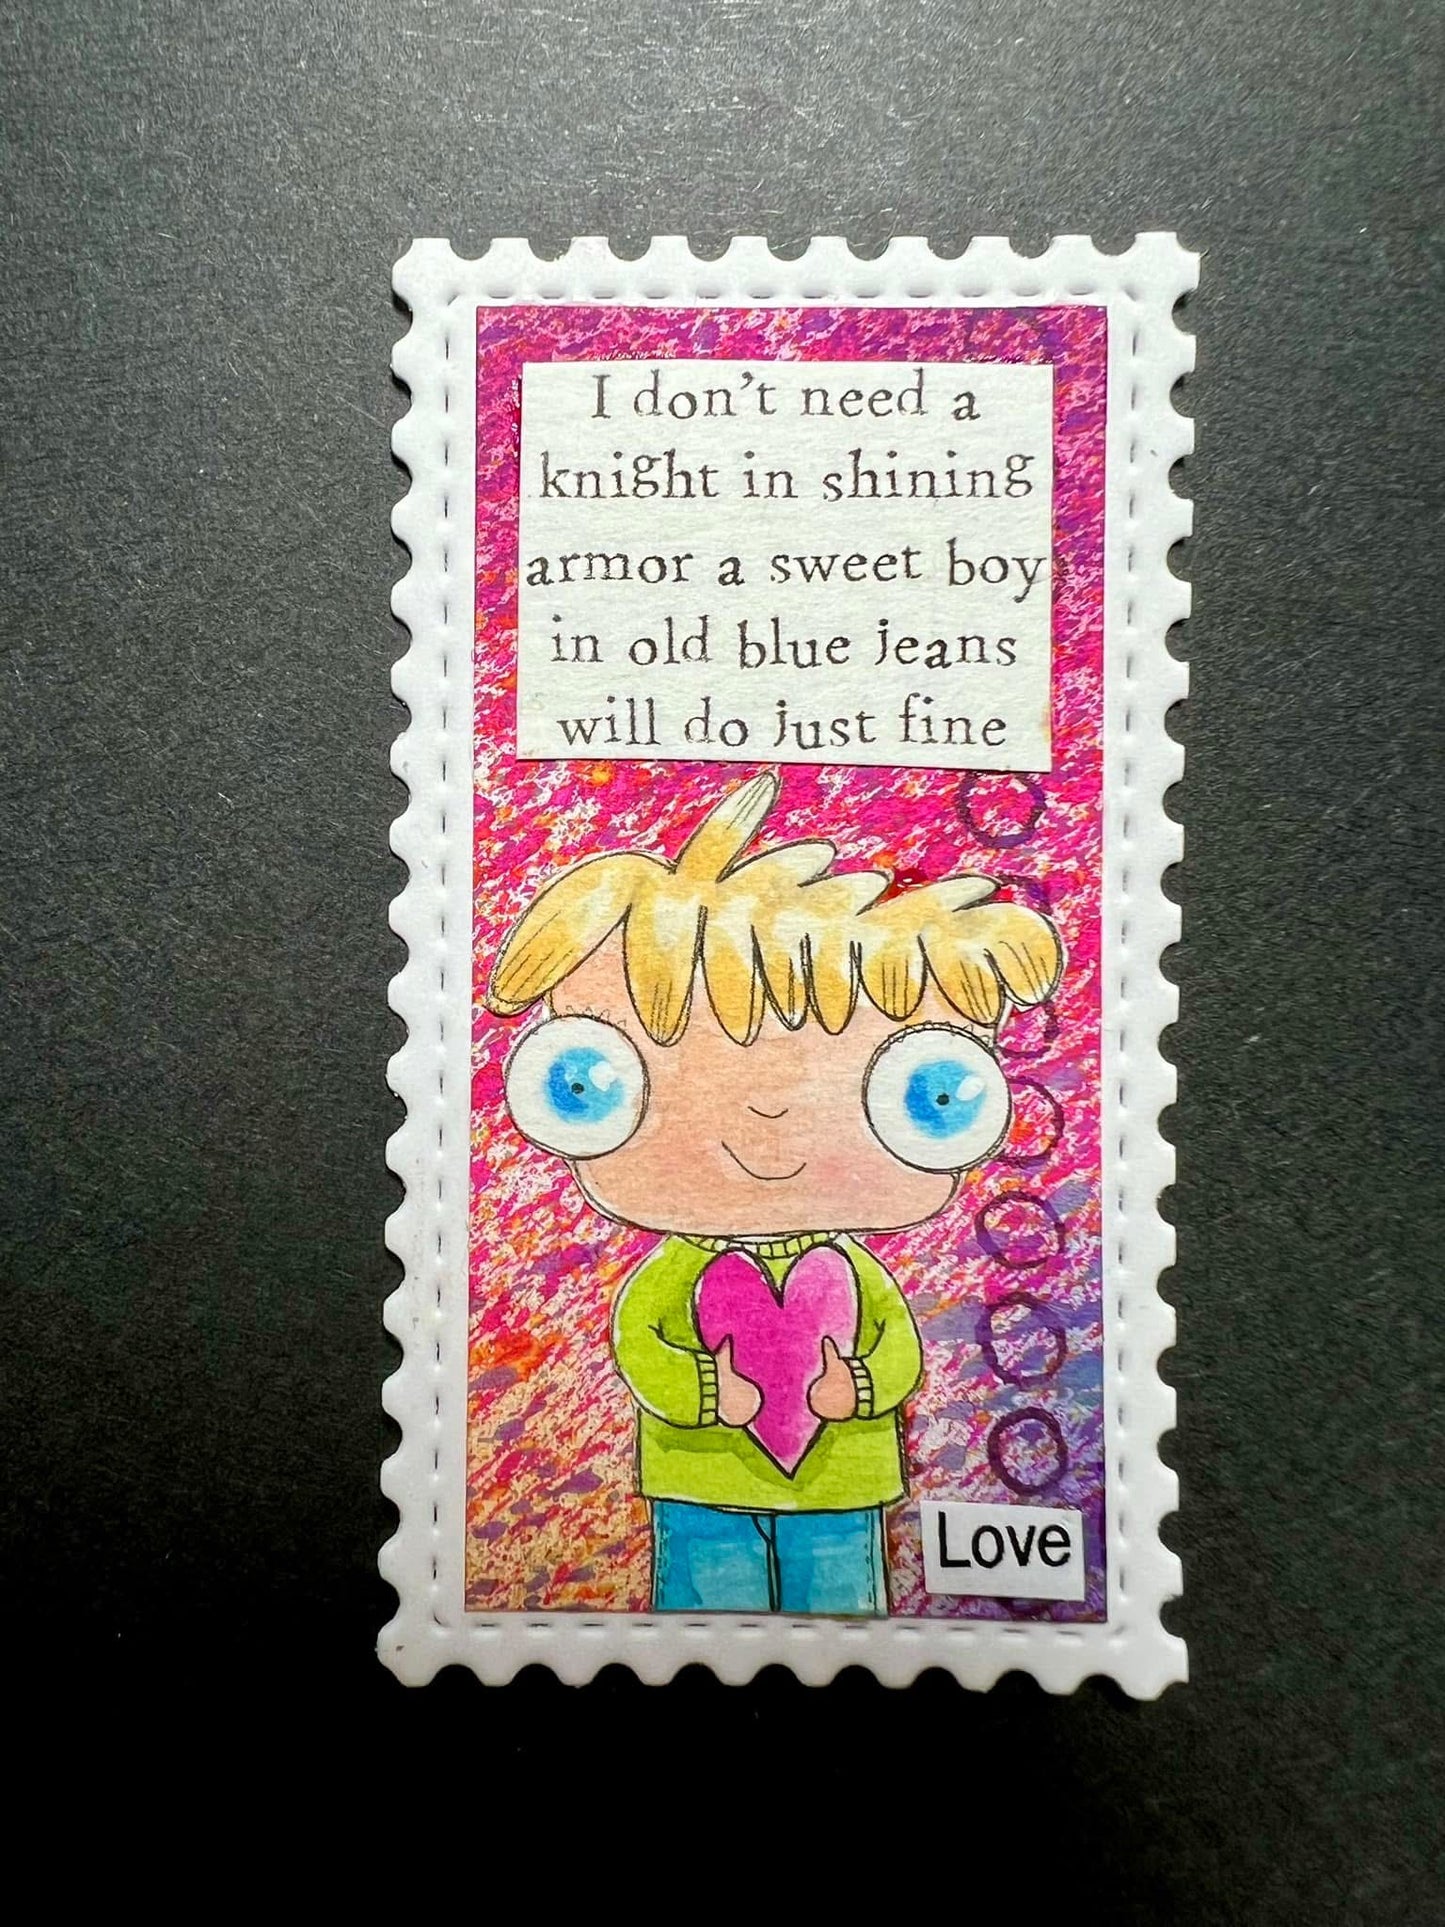 I don't need a
knight in shining
armor a sweet boy
in old blue jeans
will do just fine
Love